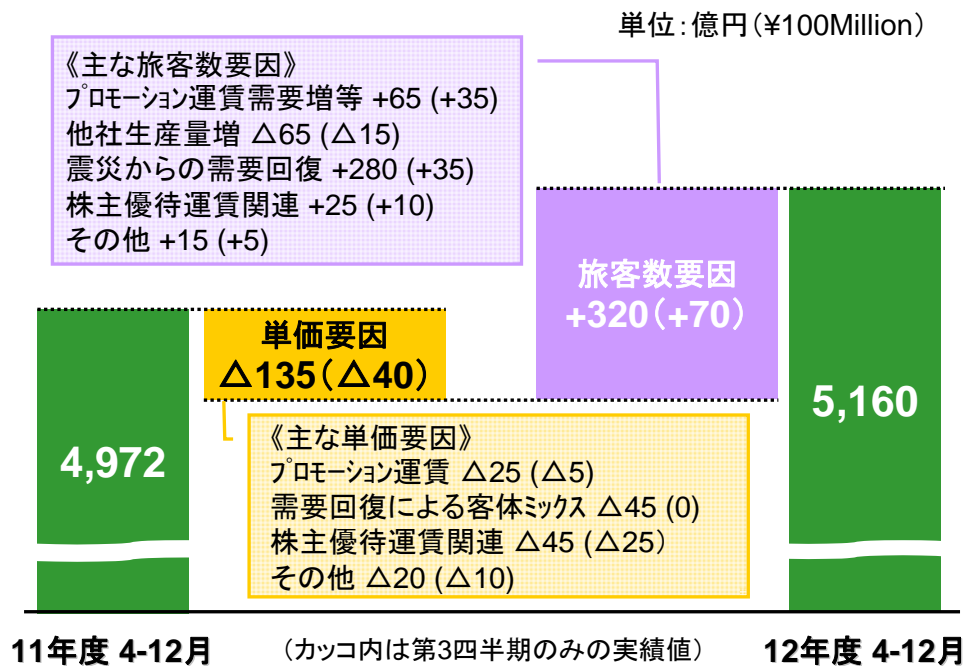 単位：億円（¥100Million）
《主な旅客数要因》
プロモーション運賃需要増等 +65 (+35)
他社生産量増 △65 (△15)
震災からの需要回復 +280 (+35)
株主優待運賃関連 +25 (+10)
その他 +15 (+5)
旅客数要因
+320（+70）
単価要因
△135（△40）
5,160
4,972
《主な単価要因》
プロモーション運賃 △25 (△5)
需要回復による客体ミックス △45 (0)
株主優待運賃関連 △45 (△25）
その他 △20 (△10)
11年度 4-12月
（カッコ内は第3四半期のみの実績値）
12年度 4-12月